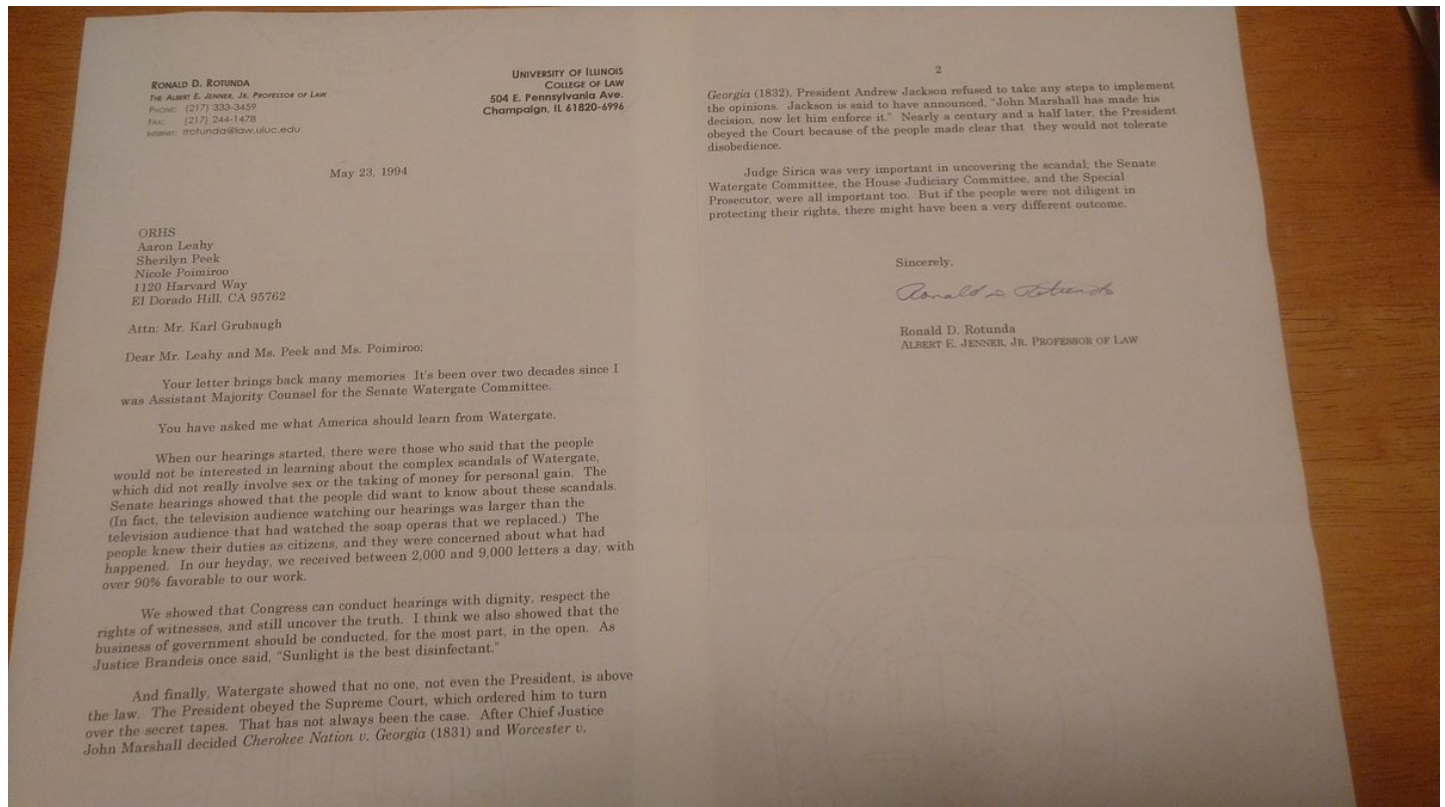 RONALD D. ROTUNDA
THE ALBERT E. JENNER, JR. PROFESSOR OF LAW
PHONE: (217) 333-3459
FAX: (217) 244-1478
INTERNET: rrotunda@law.uiuc.edu
UNIVERSITY OF ILLINOIS
COLLEGE OF LAW
504 E. Pennsylvania Ave.
Champaign, IL 61820-6996
May 23, 1994
ORHS
Aaron Leahy
Sherilyn Peek
Nicole Poimiroo
1120 Harvard Way
El Dorado Hill, CA 95762
Attn: Mr. Karl Grubaugh
Dear Mr. Leahy and Ms. Peek and Ms. Poimiroo:
Your letter brings back many memories It's been over two decades since I
was Assistant Majority Counsel for the Senate Watergate Committee.
You have asked me what America should learn from Watergate.
When our hearings started, there were those who said that the people
would not be interested in learning about the complex scandals of Watergate,
which did not really involve sex or the taking of money for personal gain. The
Senate hearings showed that the people did want to know about these scandals.
(In fact, the television audience watching our hearings was larger than the
television audience that had watched the soap operas that we replaced.) The
people knew their duties as citizens, and they were concerned about what had
happened. In our heyday, we received between 2,000 and 9,000 letters a day, with
over 90% favorable to our work.
We showed that Congress can conduct hearings with dignity, respect the
rights of witnesses, and still uncover the truth. I think we also showed that the
business of government should be conducted, for the most part, in the open. As
Justice Brandeis once said, "Sunlight is the best disinfectant."
And finally, Watergate showed that no one, not even the President, is above
the law. The President obeyed the Supreme Court, which ordered him to turn
over the secret tapes. That has not always been the case. After Chief Justice
John Marshall decided Cherokee Nation v. Georgia (1831) and Worcester v.
2
Georgia (1832), President Andrew Jackson refused to take any steps to implement
the opinions. Jackson is said to have announced, "John Marshall has made his
decision, now let him enforce it." Nearly a century and a half later, the President
obeyed the Court because of the people made clear that they would not tolerate
disobedience.
Judge Sirica was very important in uncovering the scandal; the Senate
Watergate Committee, the House Judiciary Committee, and the Special
Prosecutor, were all important too. But if the people were not diligent in
protecting their rights, there might have been a very different outcome.
Sincerely,
Ronald D Rotunda
Ronald D. Rotunda
ALBERT E. JENNER, JR. PROFESSOR OF LAW